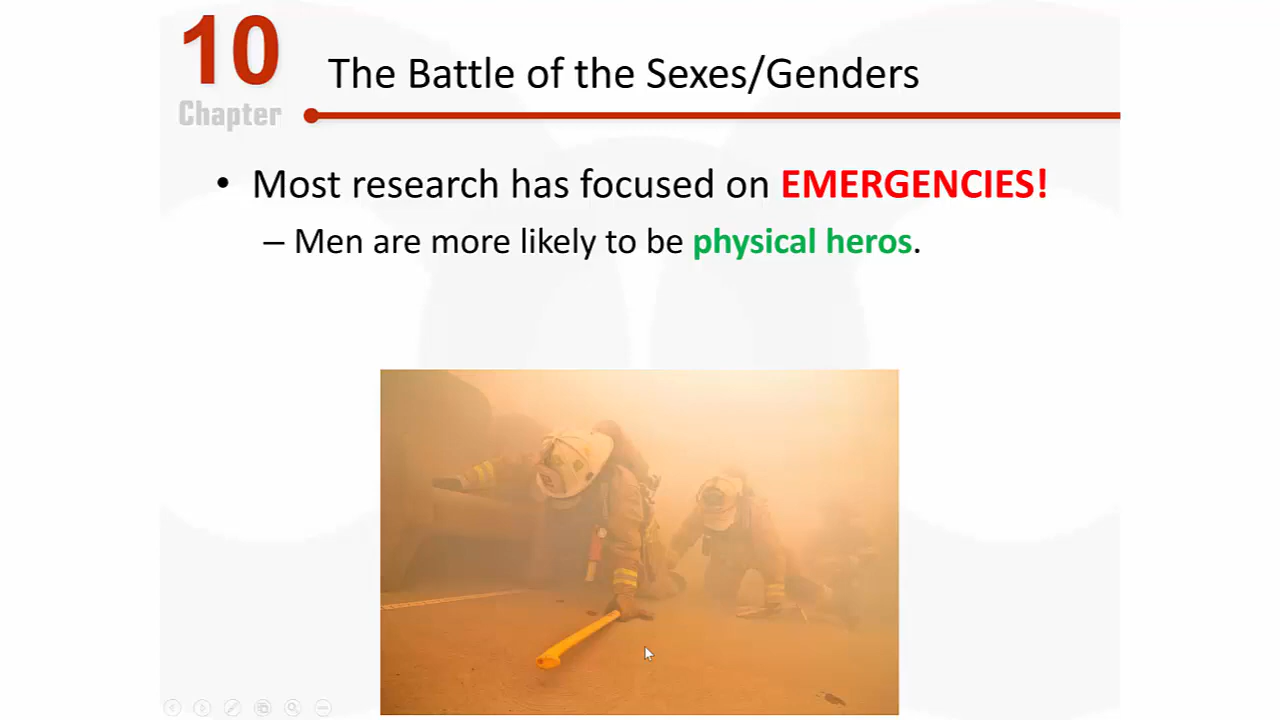 10
Chapter
The Battle of the Sexes/Genders
• Most research has focused on EMERGENCIES!
– Men are more likely to be physical heros.